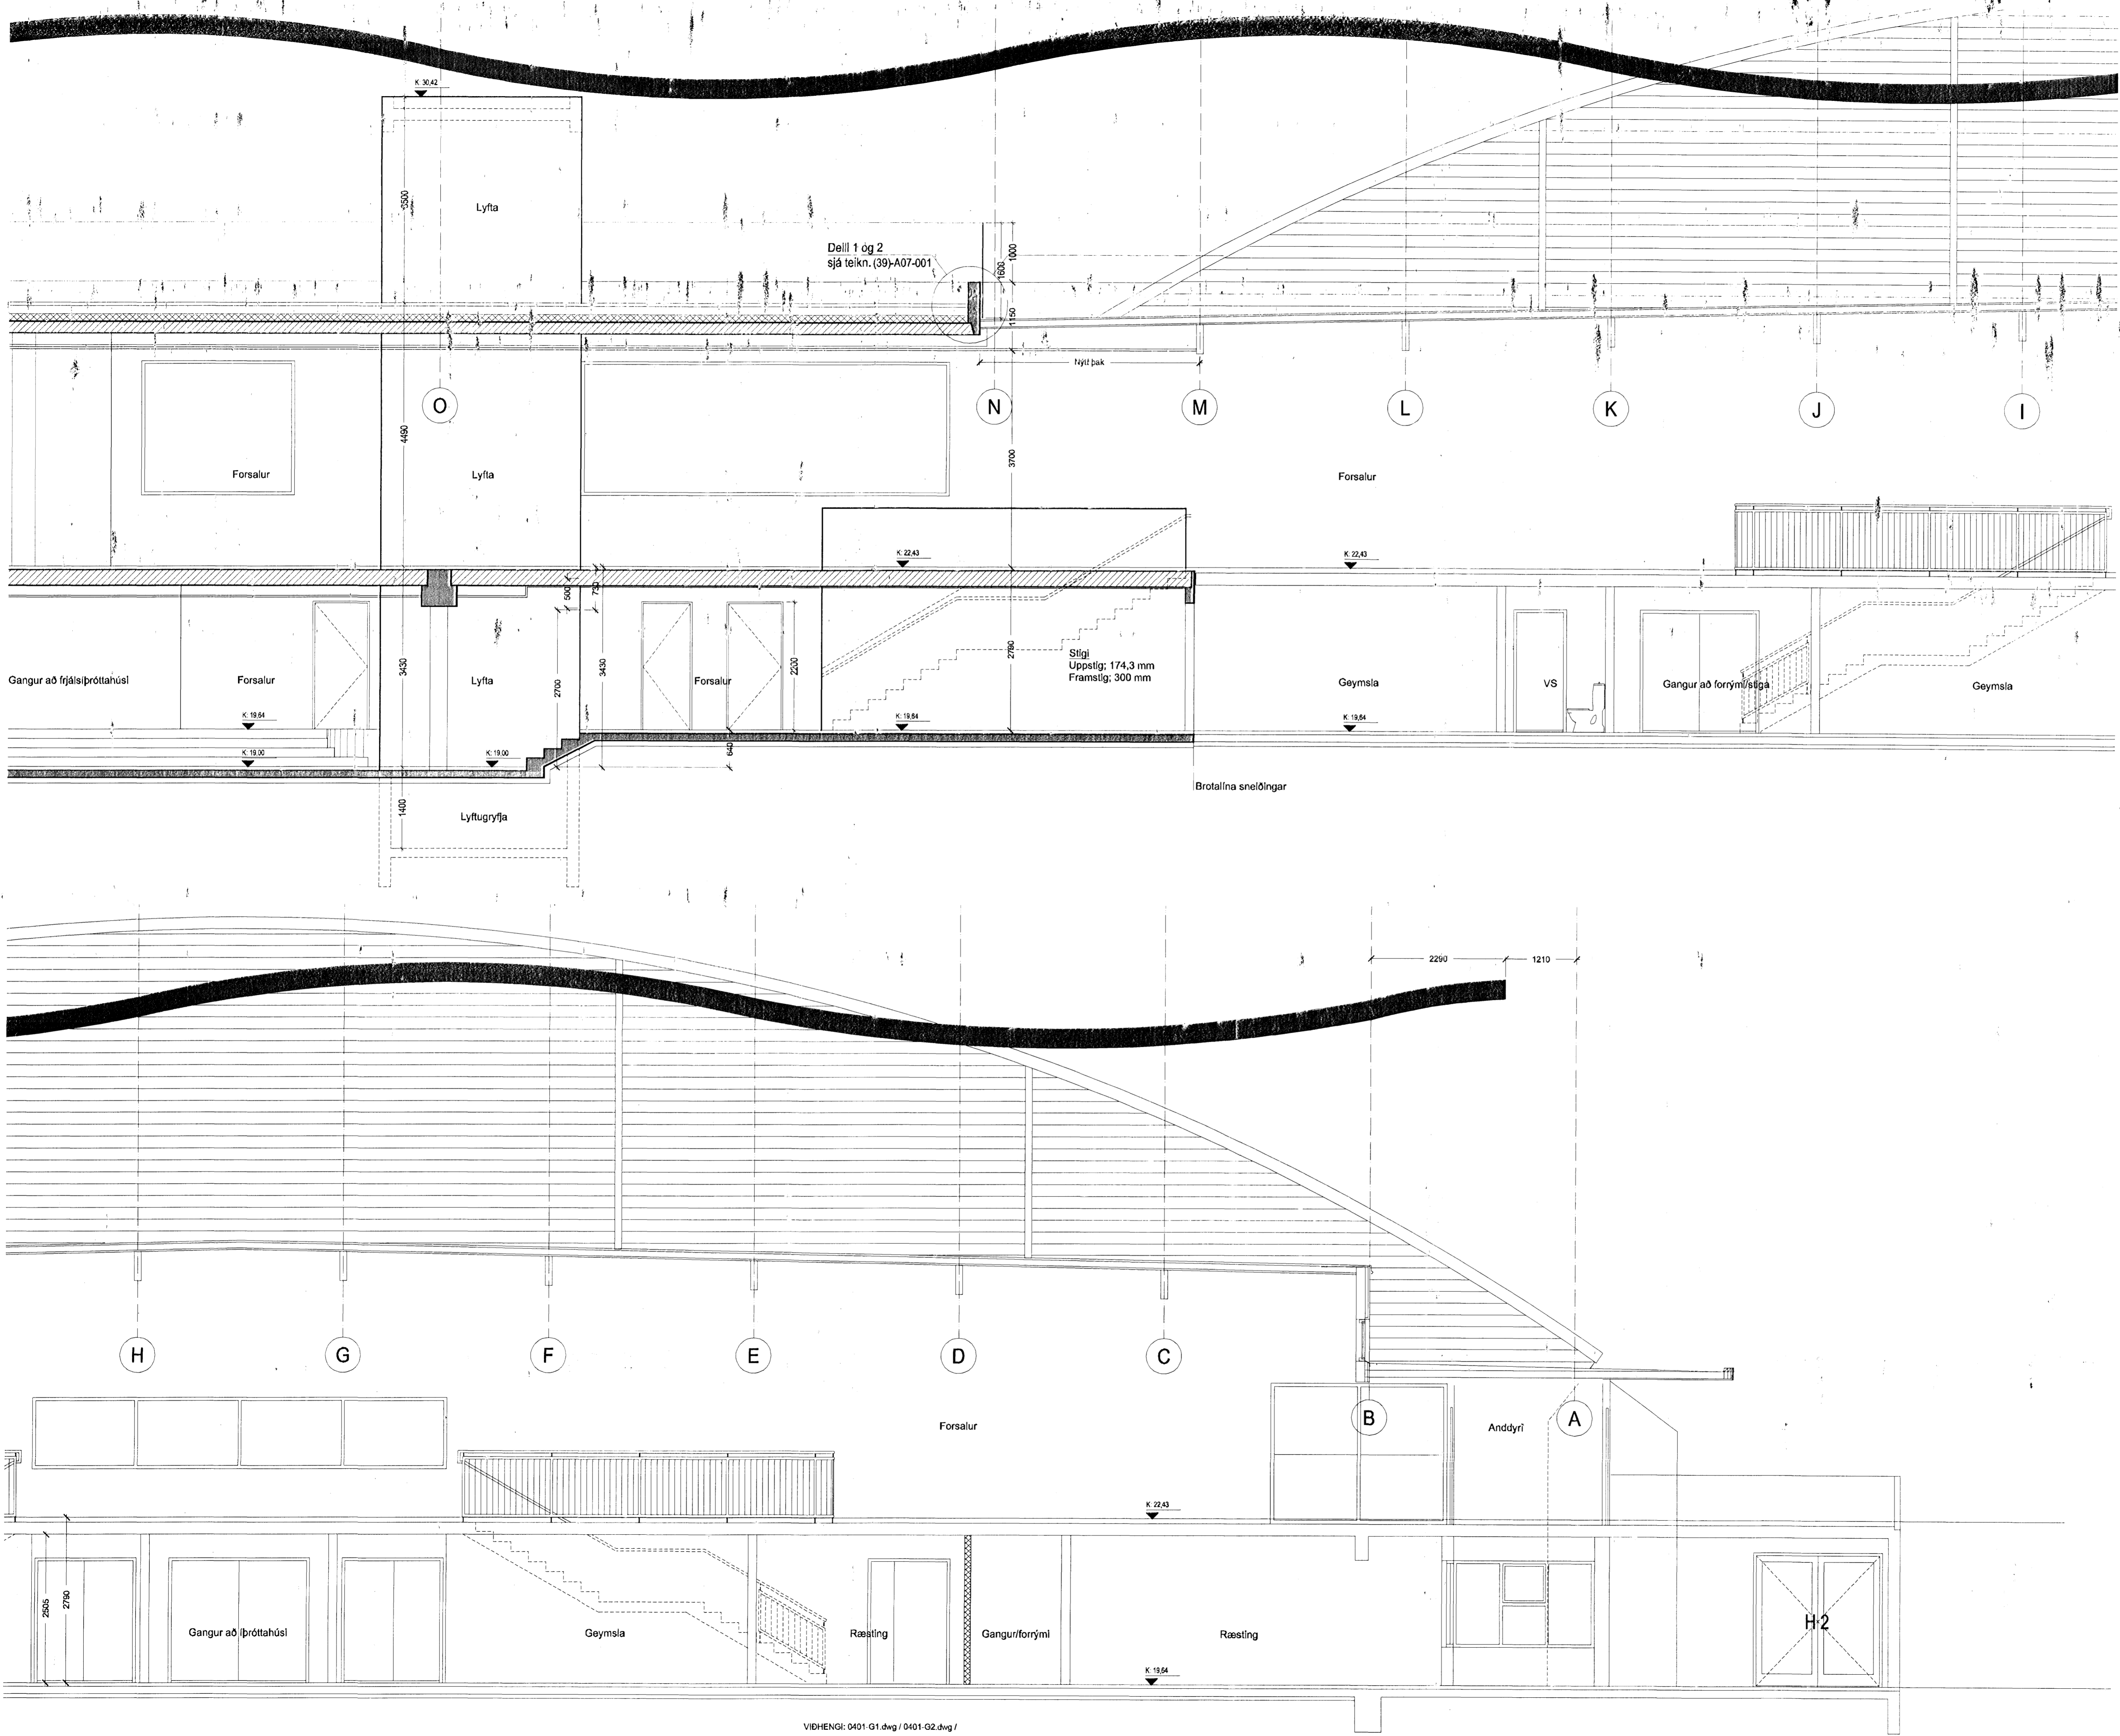 K: 30,42
6500
Lyfta
Deili 1 og 2
sjá teikn. (39)-A07-001
1000
1600
1150
Nýtt þak
O
N
M
L
K
J
I
4490
3700
Forsalur
Lyfta
Forsalur
K: 22,43
K: 22,43
500
730
Gangur að frjálsíþróttahúsi
Forsalur
3430
Lyfta
2700
3430
Forsalur
2200
2790
Stigi
Uppstig; 174,3 mm
Framstig; 300 mm
Geymsla
VS
Gangur að forrými/stiga
Geymsla
K: 19,64
K: 19,64
K: 19,64
K: 19,00
K: 19,00
640
1400
Lyftugryfja
Brotalína sneiðingar
2290
1210
H
G
F
E
D
C
B
A
Forsalur
Anddyri
K: 22,43
2505
2790
Gangur að íþróttahúsi
Geymsla
Ræsting
Gangur/forrými
Ræsting
H-2
K: 19,64
VIÐHENGI: 0401-G1.dwg / 0401-G2.dwg /